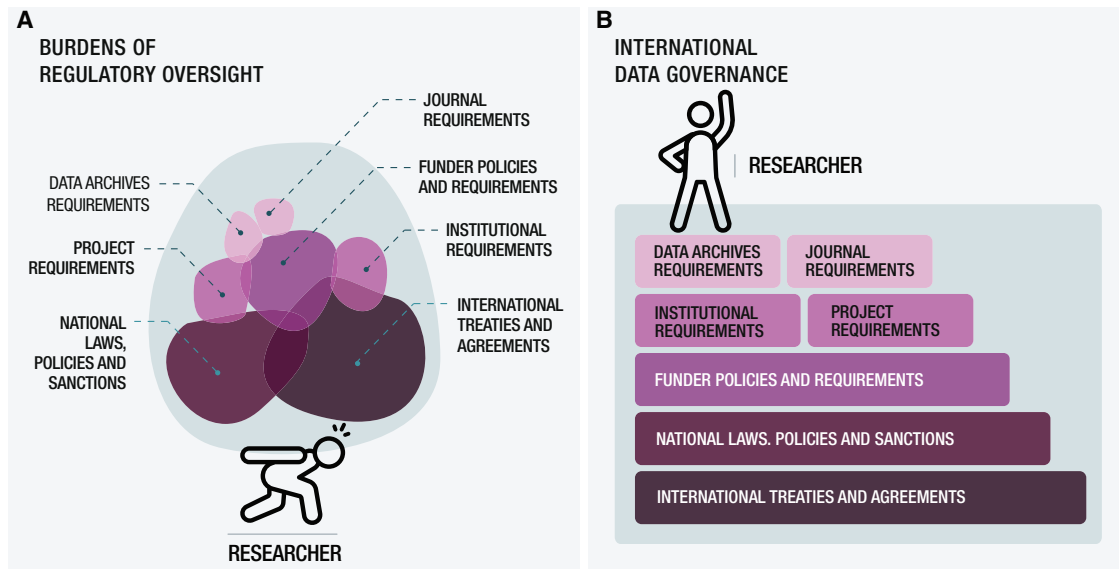 A
BURDENS OF
REGULATORY OVERSIGHT
JOURNAL
REQUIREMENTS
FUNDER POLICIES
AND REQUIREMENTS
DATA ARCHIVES
REQUIREMENTS
INSTITUTIONAL
REQUIREMENTS
PROJECT
REQUIREMENTS
INTERNATIONAL
TREATIES AND
AGREEMENTS
NATIONAL
LAWS,
POLICIES AND
SANCTIONS
RESEARCHER
B
INTERNATIONAL
DATA GOVERNANCE
RESEARCHER
DATA ARCHIVES
REQUIREMENTS
JOURNAL
REQUIREMENTS
INSTITUTIONAL
REQUIREMENTS
PROJECT
REQUIREMENTS
FUNDER POLICIES AND REQUIREMENTS
NATIONAL LAWS. POLICIES AND SANCTIONS
INTERNATIONAL TREATIES AND AGREEMENTS